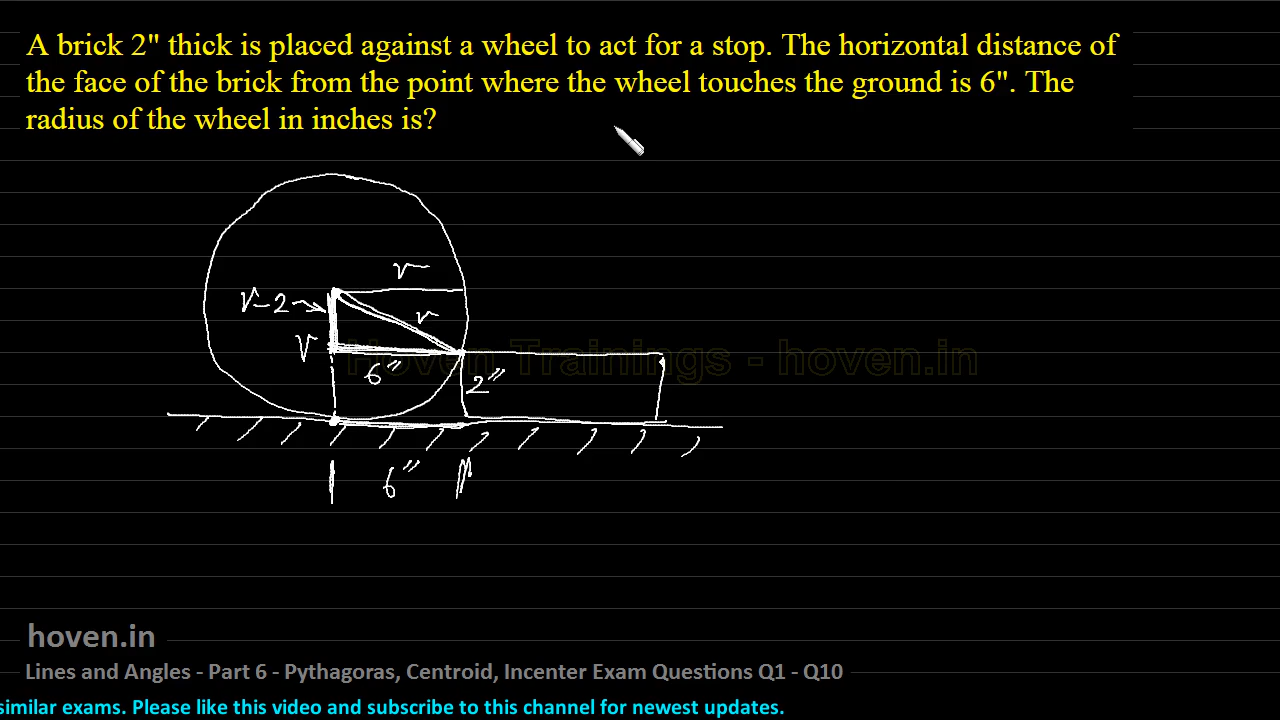 A brick 2" thick is placed against a wheel to act for a stop. The horizontal distance of
the face of the brick from the point where the wheel touches the ground is 6". The
radius of the wheel in inches is?
r
r-2
r
r
Hoven Trainings - hoven.in
6"
2"
6"
hoven.in
Lines and Angles - Part 6 - Pythagoras, Centroid, Incenter Exam Questions Q1 - Q10
similar exams. Please like this video and subscribe to this channel for newest updates.